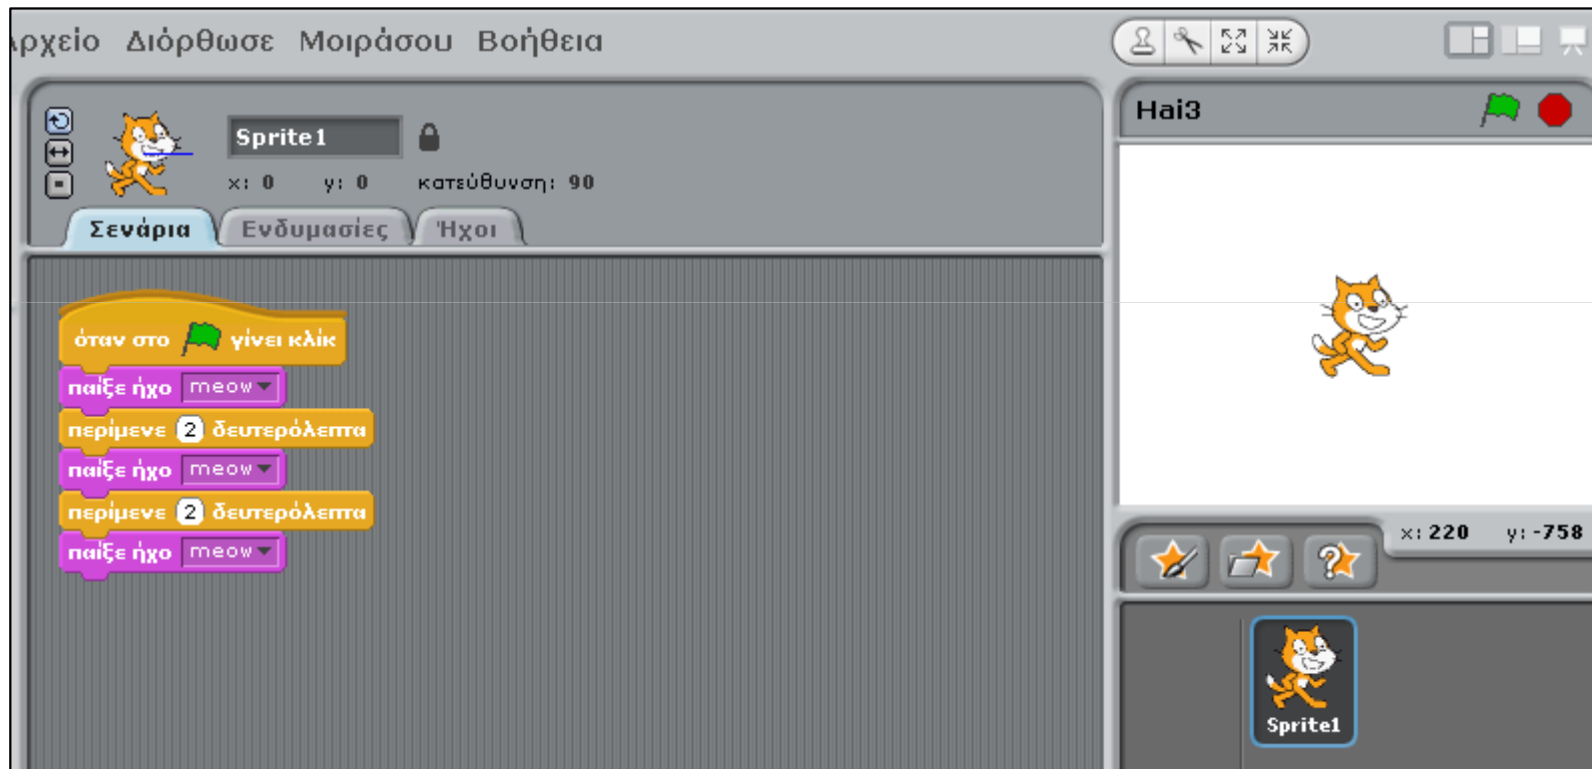 ρχείο Διόρθωσε Μοιράσου Βοήθεια
Sprite1
x: 0 y: 0 κατεύθυνση: 90
Σενάρια Ενδυμασίες Ήχοι
όταν στο γίνει κλίκ
παίξε ήχο meow
περίμενε 2 δευτερόλεπτα
παίξε ήχο meow
περίμενε 2 δευτερόλεπτα
παίξε ήχο meow
Hai3
x: 220 y: -758
Sprite1